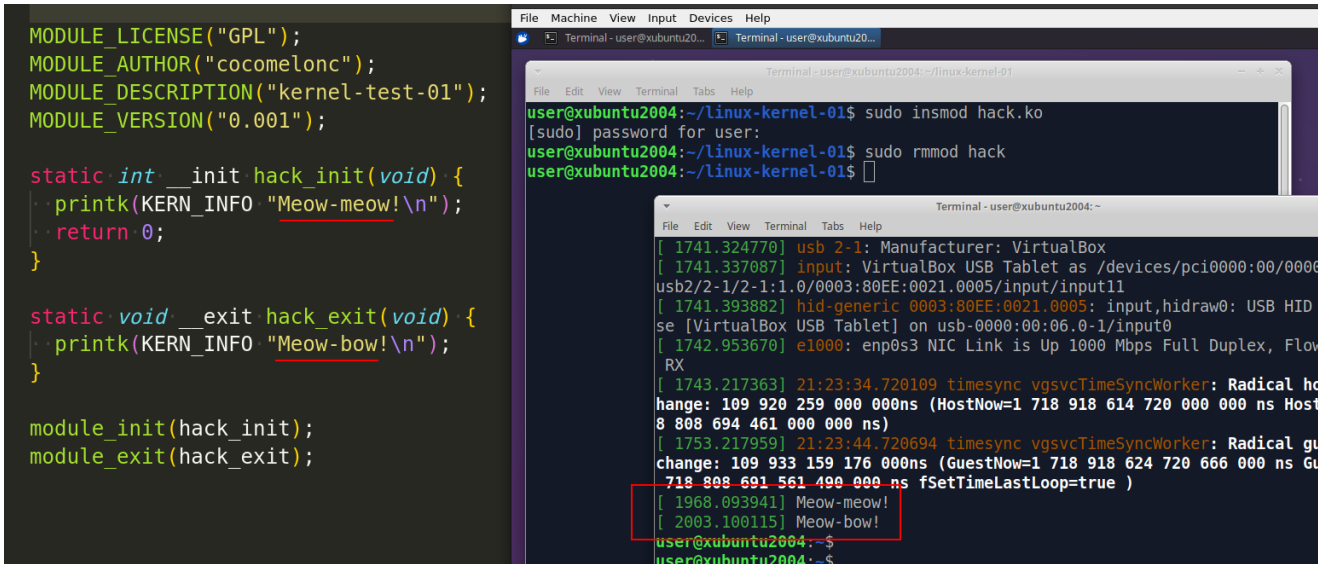 MODULE_LICENSE("GPL");
MODULE_AUTHOR("cocomelonc");
MODULE_DESCRIPTION("kernel-test-01");
MODULE_VERSION("0.001");
static int __init hack_init(void) {
printk(KERN_INFO "Meow-meow!\n");
return 0;
}
static void __exit hack_exit(void) {
printk(KERN_INFO "Meow-bow!\n");
}
module_init(hack_init);
module_exit(hack_exit);
File Machine View Input Devices Help
Terminal - user@xubuntu20... Terminal - user@xubuntu20...
Terminal - user@xubuntu2004: ~/linux-kernel-01
File Edit View Terminal Tabs Help
user@xubuntu2004:~/linux-kernel-01$ sudo insmod hack.ko
[sudo] password for user:
user@xubuntu2004:~/linux-kernel-01$ sudo rmmod hack
user@xubuntu2004:~/linux-kernel-01$
Terminal - user@xubuntu2004: ~
File Edit View Terminal Tabs Help
[ 1741.324770] usb 2-1: Manufacturer: VirtualBox
[ 1741.337087] input: VirtualBox USB Tablet as /devices/pci0000:00/0000
usb2/2-1/2-1:1.0/0003:80EE:0021.0005/input/input11
[ 1741.393882] hid-generic 0003:80EE:0021.0005: input,hidraw0: USB HID
se [VirtualBox USB Tablet] on usb-0000:00:06.0-1/input0
[ 1742.953670] e1000: enp0s3 NIC Link is Up 1000 Mbps Full Duplex, Flow
RX
[ 1743.217363] 21:23:34.720109 timesync vgsvcTimeSyncWorker: Radical ho
hange: 109 920 259 000 000ns (HostNow=1 718 918 614 720 000 000 ns Host
8 808 694 461 000 000 ns)
[ 1753.217959] 21:23:44.720694 timesync vgsvcTimeSyncWorker: Radical gu
change: 109 933 159 176 000ns (GuestNow=1 718 918 624 720 666 000 ns Gu
718 808 691 561 490 000 ns fSetTimeLastLoop=true )
[ 1968.093941] Meow-meow!
[ 2003.100115] Meow-bow!
user@xubuntu2004:~$
user@xubuntu2004:~$